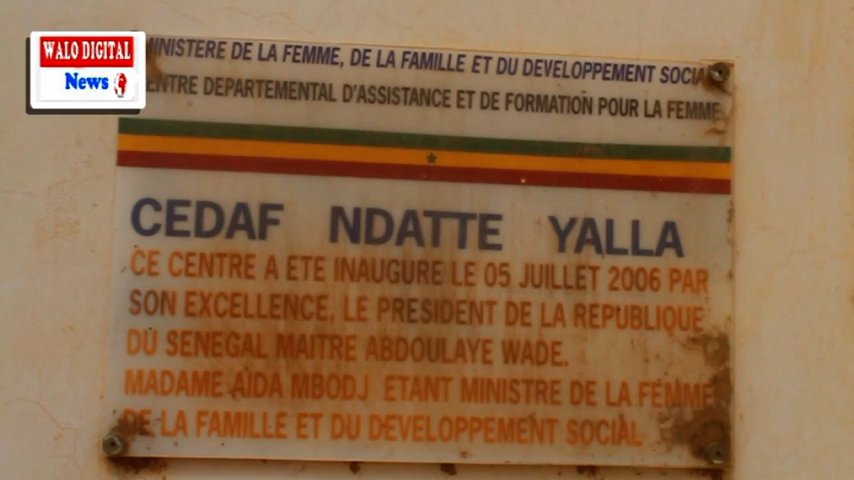 WALO DIGITAL
News
MINISTERE DE LA FEMME, DE LA FAMILLE ET DU DEVELOPPEMENT SOCIAL
CENTRE DEPARTEMENTAL D'ASSISTANCE ET DE FORMATION POUR LA FEMME
CEDAF NDATTE YALLA
CE CENTRE A ETE INAUGURE LE 05 JUILLET 2006 PAR
SON EXCELLENCE, LE PRESIDENT DE LA REPUBLIQUE
DU SENEGAL MAITRE ABDOULAYE WADE.
MADAME AÏDA MBODJ ETANT MINISTRE DE LA FEMME
DE LA FAMILLE ET DU DEVELOPPEMENT SOCIAL